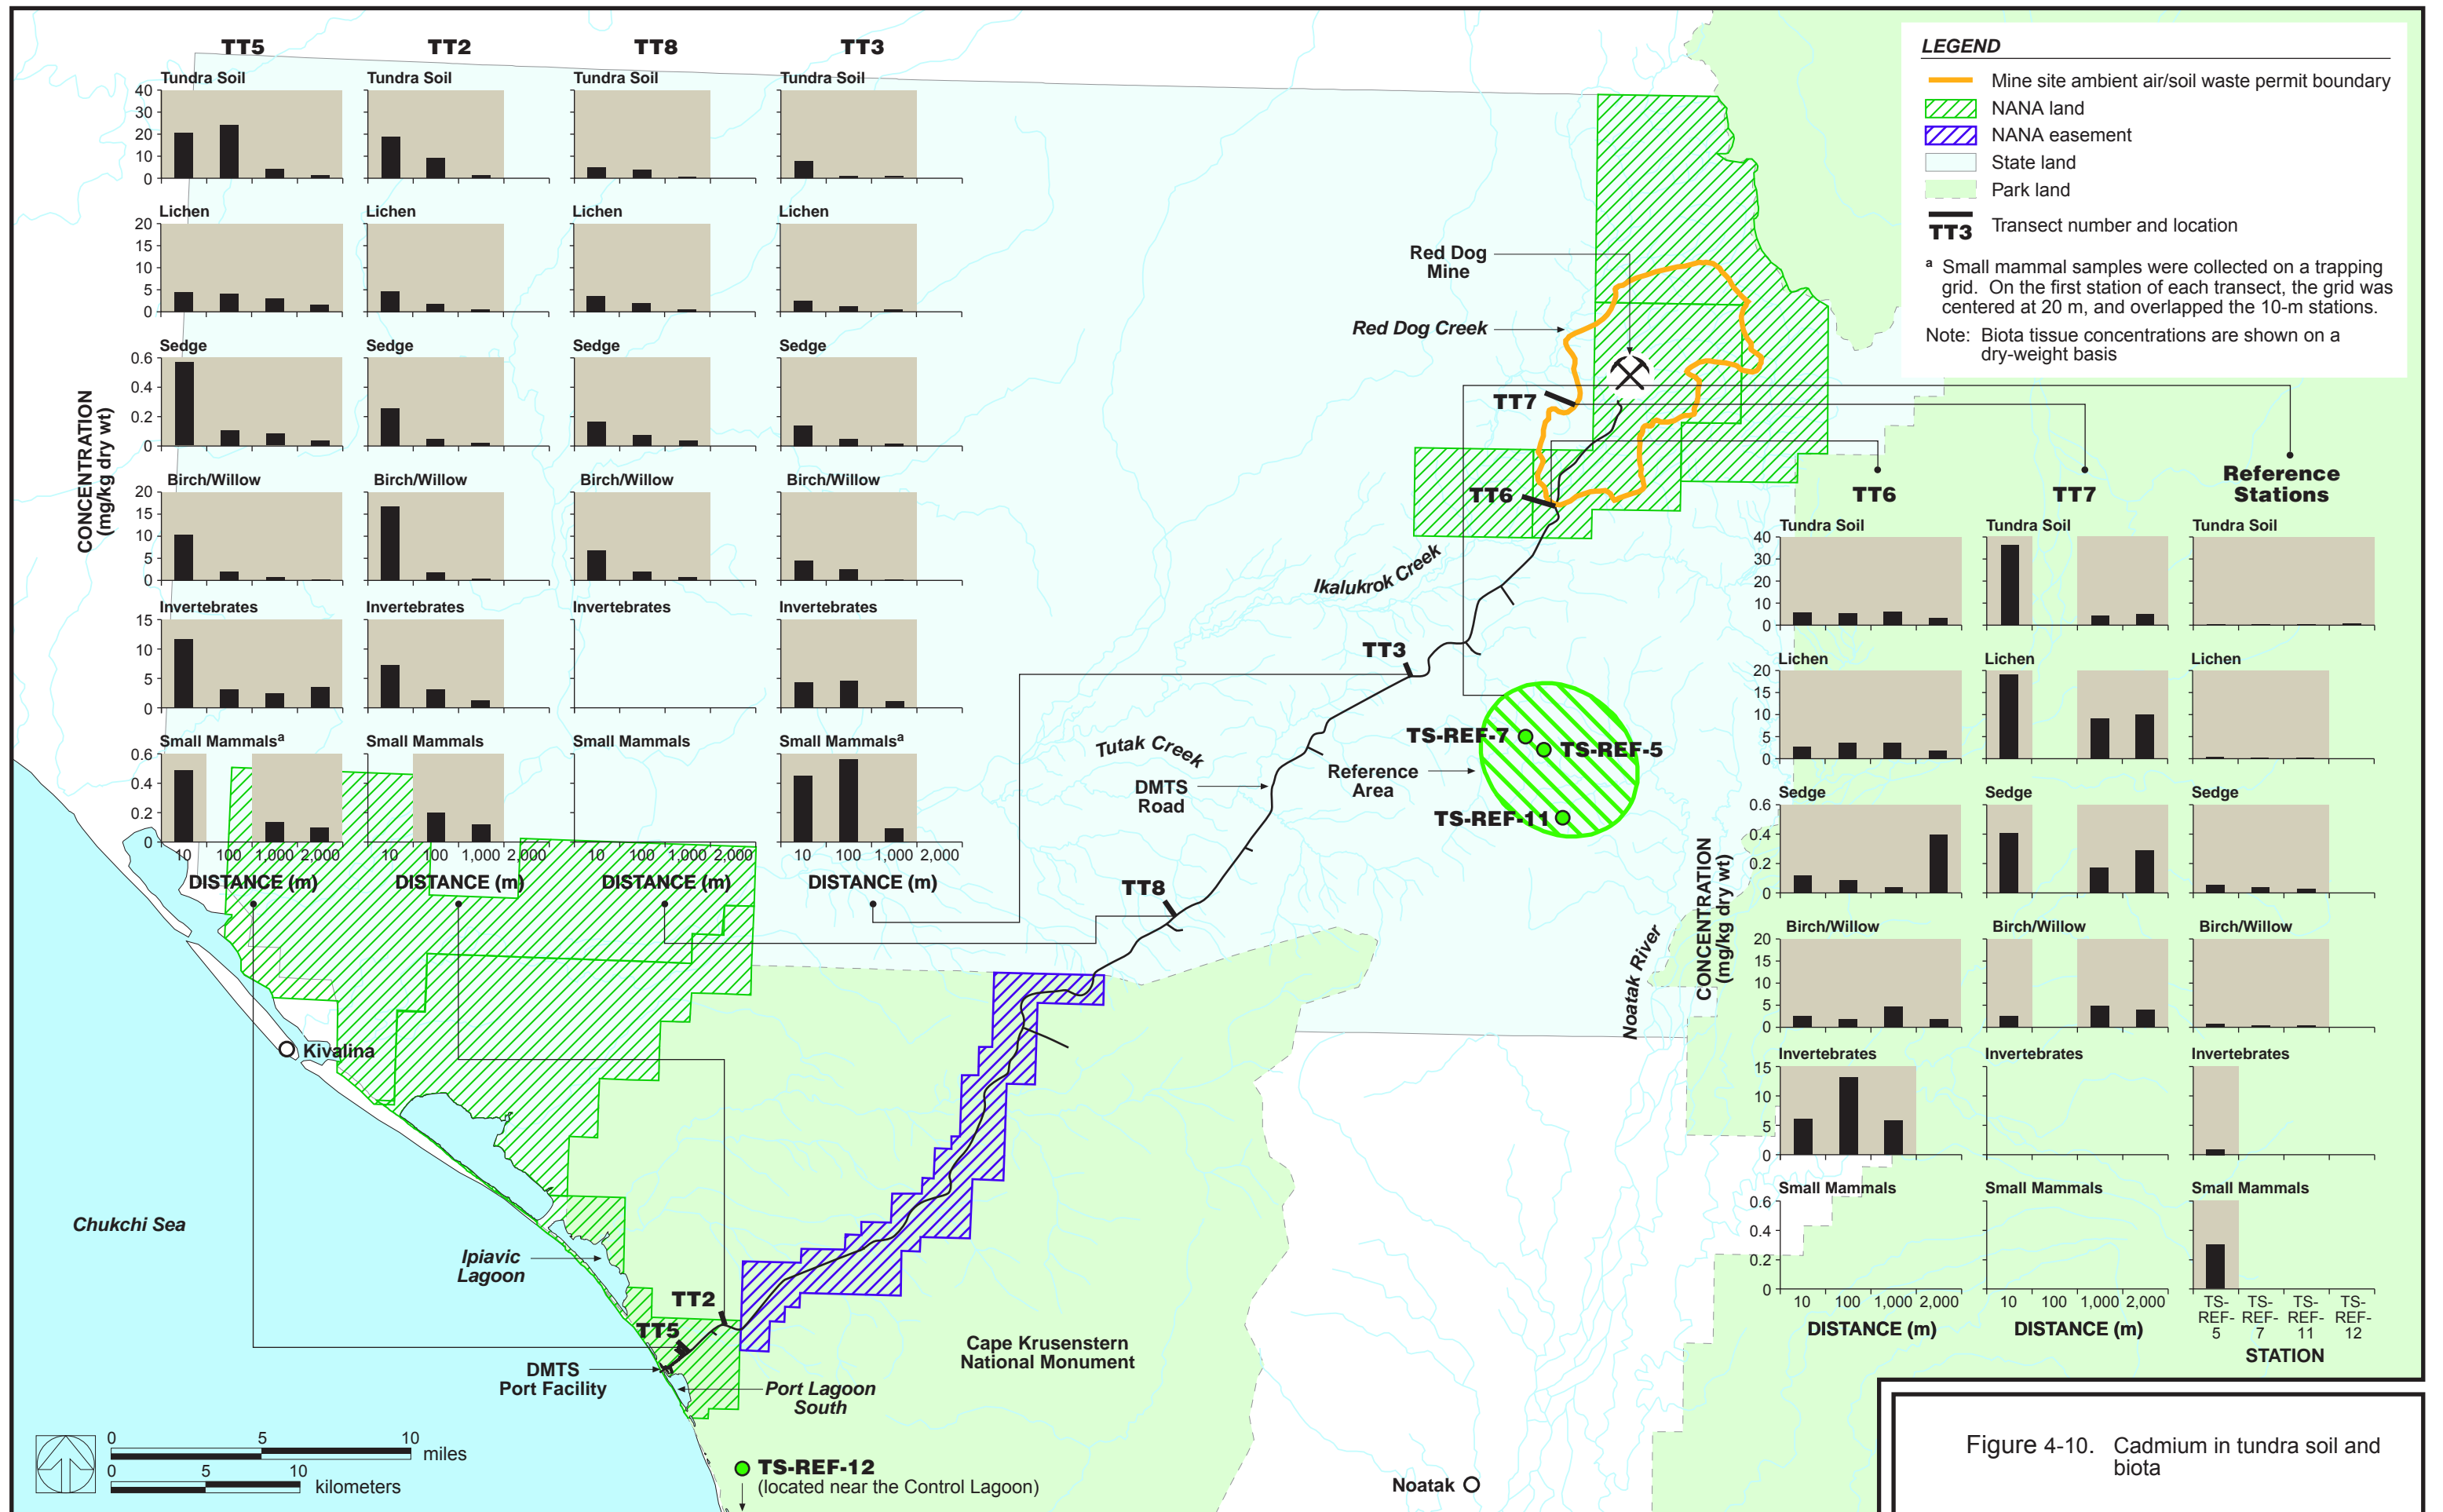 TT5
TT2
TT8
TT3
Tundra Soil
Tundra Soil
Tundra Soil
Tundra Soil
40
30
20
10
0
Lichen
Lichen
Lichen
Lichen
20
15
10
5
0
Sedge
Sedge
Sedge
Sedge
0.6
0.4
0.2
0
CONCENTRATION
(mg/kg dry wt)
Birch/Willow
Birch/Willow
Birch/Willow
Birch/Willow
20
15
10
5
0
Invertebrates
Invertebrates
Invertebrates
Invertebrates
15
10
5
0
Small Mammalsa
Small Mammals
Small Mammals
Small Mammalsa
0.6
0.4
0.2
0
10 100 1,000 2,000
10 100 1,000 2,000
10 100 1,000 2,000
10 100 1,000 2,000
DISTANCE (m)
DISTANCE (m)
DISTANCE (m)
DISTANCE (m)
LEGEND
Mine site ambient air/soil waste permit boundary
NANA land
NANA easement
State land
Park land
TT3 Transect number and location
a Small mammal samples were collected on a trapping
grid. On the first station of each transect, the grid was
centered at 20 m, and overlapped the 10-m stations.
Note: Biota tissue concentrations are shown on a
dry-weight basis
Red Dog
Mine
Red Dog Creek
TT7
TT6
Ikalukrok Creek
TT3
TS-REF-7
TS-REF-5
Tutak Creek
Reference
Area
DMTS
Road
TS-REF-11
TT8
Noatak River
Kivalina
Chukchi Sea
Ipiavic
Lagoon
TT2
TT5
DMTS
Port Facility
Port Lagoon
South
Cape Krusenstern
National Monument
TS-REF-12
(located near the Control Lagoon)
Noatak
0 5 10
miles
0 5 10
kilometers
TT6
TT7
Reference
Stations
Tundra Soil
Tundra Soil
Tundra Soil
40
30
20
10
0
Lichen
Lichen
Lichen
20
15
10
5
0
Sedge
Sedge
Sedge
0.6
0.4
0.2
0
CONCENTRATION
(mg/kg dry wt)
Birch/Willow
Birch/Willow
Birch/Willow
20
15
10
5
0
Invertebrates
Invertebrates
Invertebrates
15
10
5
0
Small Mammals
Small Mammals
Small Mammals
0.6
0.4
0.2
0
10 100 1,000 2,000
10 100 1,000 2,000
TS- TS- TS- TS-
REF- REF- REF- REF-
5 7 11 12
DISTANCE (m)
DISTANCE (m)
STATION
Figure 4-10. Cadmium in tundra soil and
biota